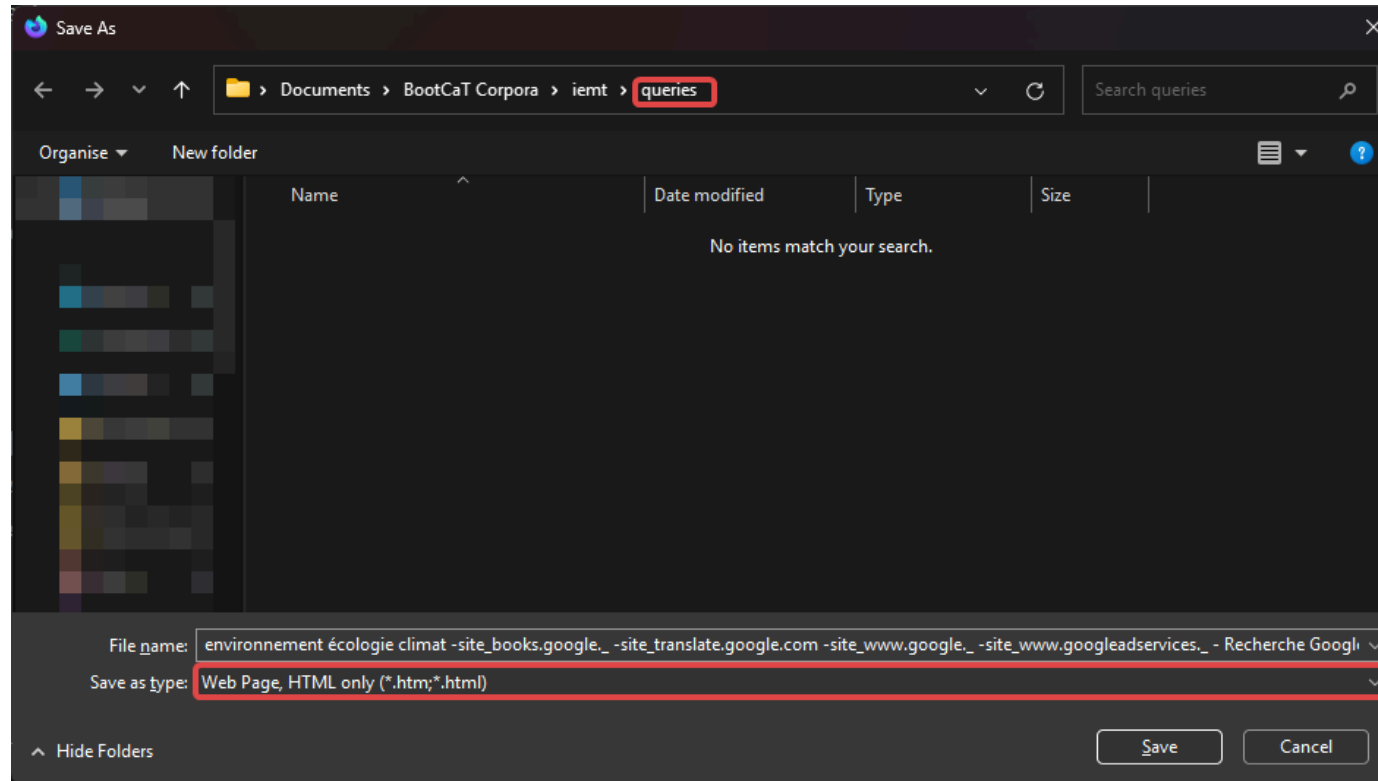 Save As
Documents > BootCaT Corpora > iemt > queries
Search queries
Organise
New folder
Name
Date modified
Type
Size
No items match your search.
File name: environnement écologie climat -site_books.google._ -site_translate.google.com -site_www.google._ -site_www.googleadservices._ - Recherche Google
Save as type: Web Page, HTML only (*.htm;*.html)
Hide Folders
Save
Cancel